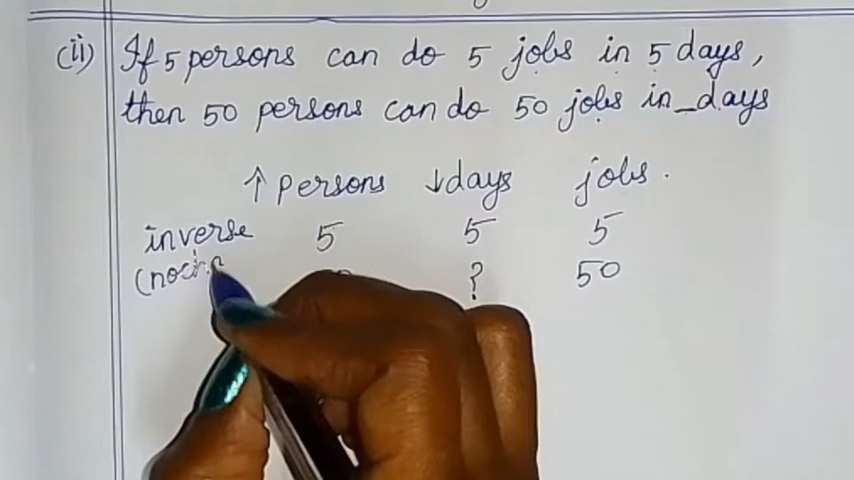 (ii) If 5 persons can do 5 jobs in 5 days,
then 50 persons can do 50 jobs in _ days
↑ persons ↓days jobs.
inverse 5 5 5
? 50